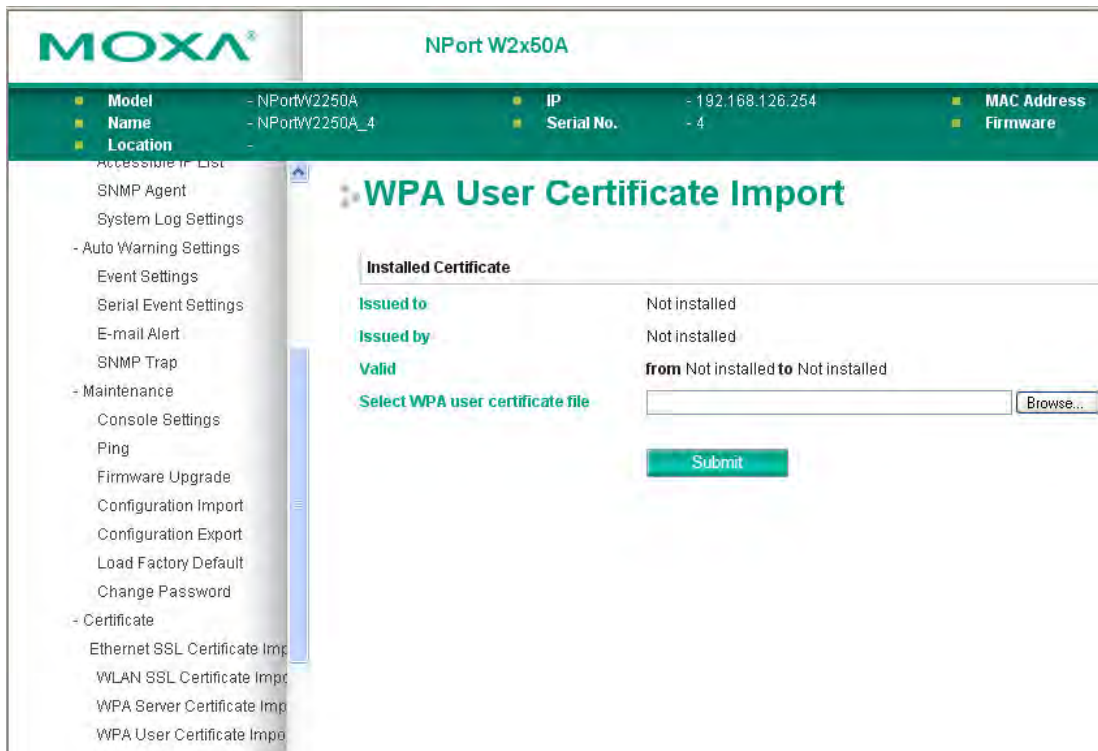 MOXA®
NPort W2x50A
Model - NPortW2250A IP - 192.168.126.254 MAC Address
Name - NPortW2250A_4 Serial No. - 4 Firmware
Location -
Accessible IP List
SNMP Agent
System Log Settings
- Auto Warning Settings
Event Settings
Serial Event Settings
E-mail Alert
SNMP Trap
- Maintenance
Console Settings
Ping
Firmware Upgrade
Configuration Import
Configuration Export
Load Factory Default
Change Password
- Certificate
Ethernet SSL Certificate Imp
WLAN SSL Certificate Impo
WPA Server Certificate Imp
WPA User Certificate Impo
WPA User Certificate Import
Installed Certificate
Issued to Not installed
Issued by Not installed
Valid from Not installed to Not installed
Select WPA user certificate file Browse...
Submit